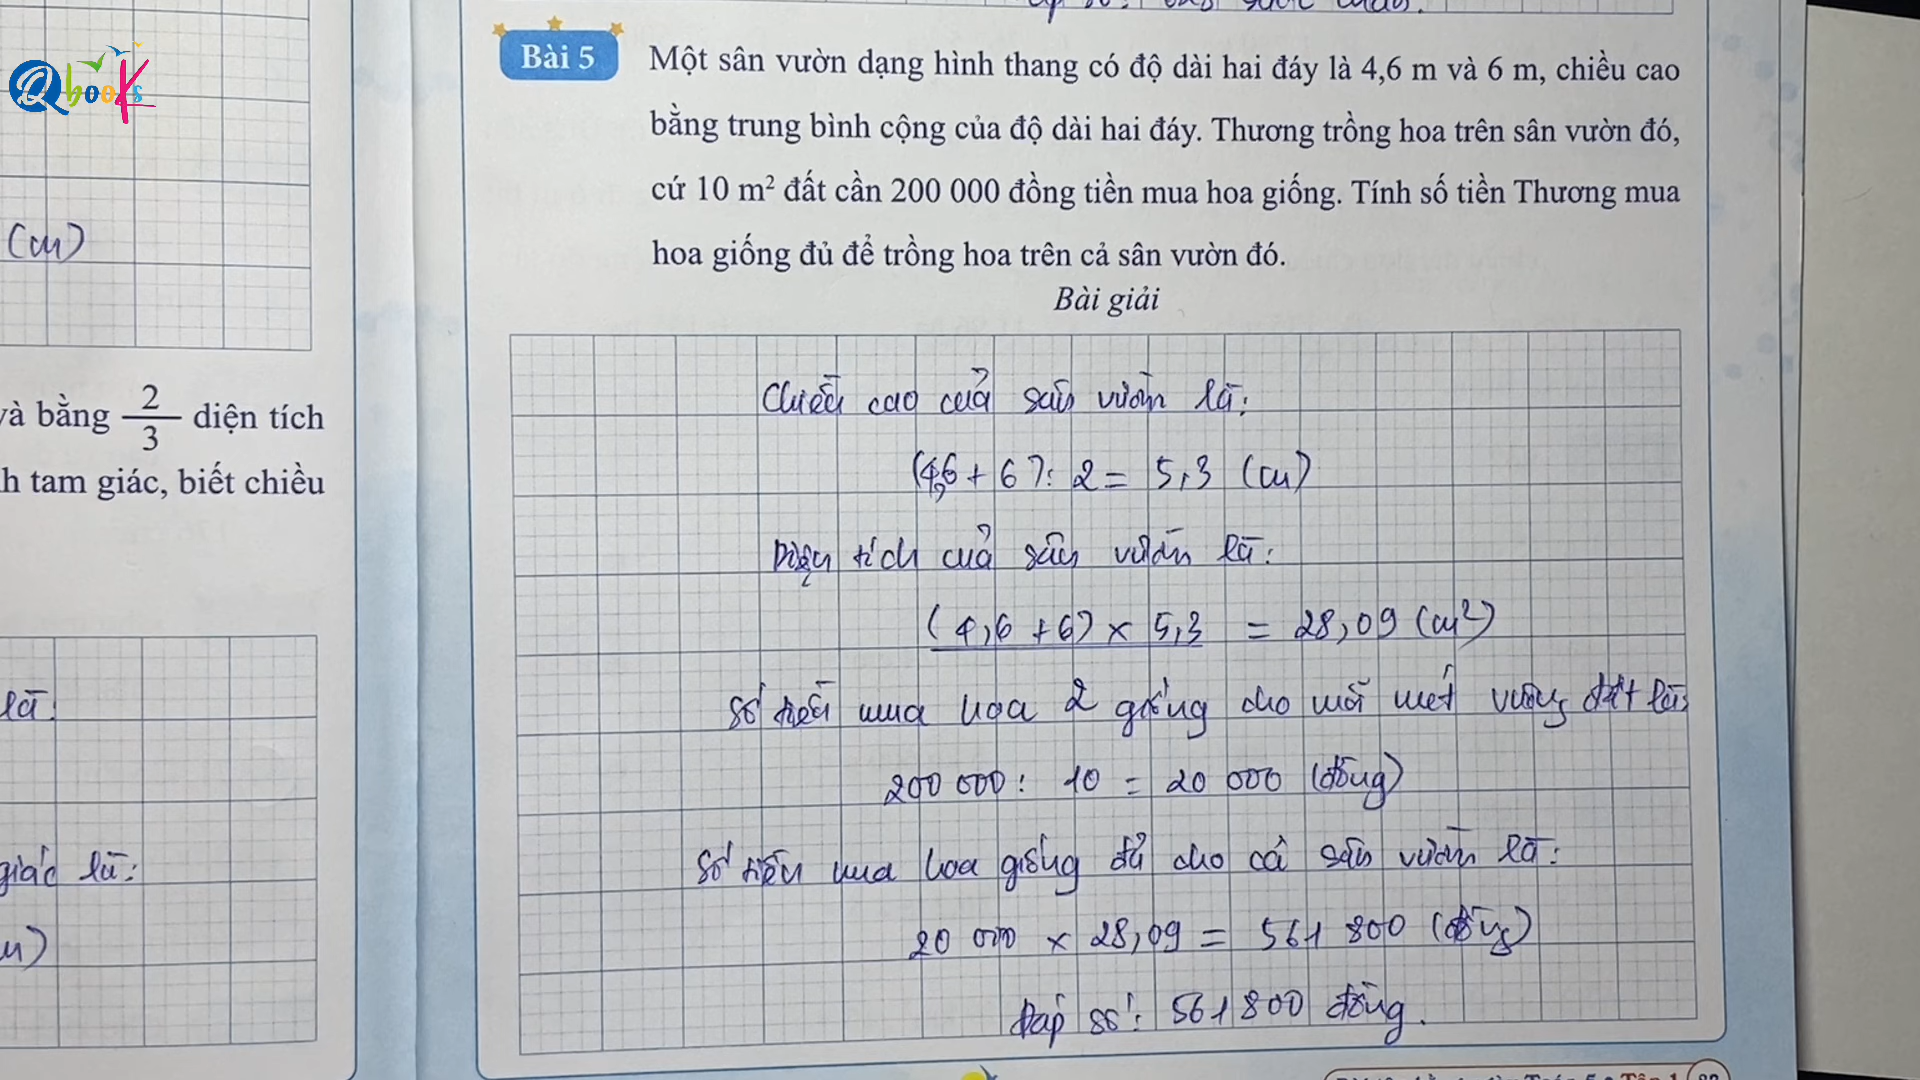 Qbooks
(m)
và bằng 2/3 diện tích
h tam giác, biết chiều
là:
giác là:
m)
Bài 5 Một sân vườn dạng hình thang có độ dài hai đáy là 4,6 m và 6 m, chiều cao
bằng trung bình cộng của độ dài hai đáy. Thương trồng hoa trên sân vườn đó,
cứ 10 m² đất cần 200 000 đồng tiền mua hoa giống. Tính số tiền Thương mua
hoa giống đủ để trồng hoa trên cả sân vườn đó.
Bài giải
Chiều cao của sân vườn là:
(4,6 + 6) : 2 = 5,3 (m)
Diện tích của sân vườn là:
(4,6 + 6) × 5,3 = 28,09 (m²)
2
Số tiền mua hoa giống cho mỗi mét vuông đất là:
200 000 : 10 = 20 000 (đồng)
Số tiền mua hoa giống đủ cho cả sân vườn là:
20 000 × 28,09 = 561 800 (đồng)
Đáp số: 561 800 đồng.